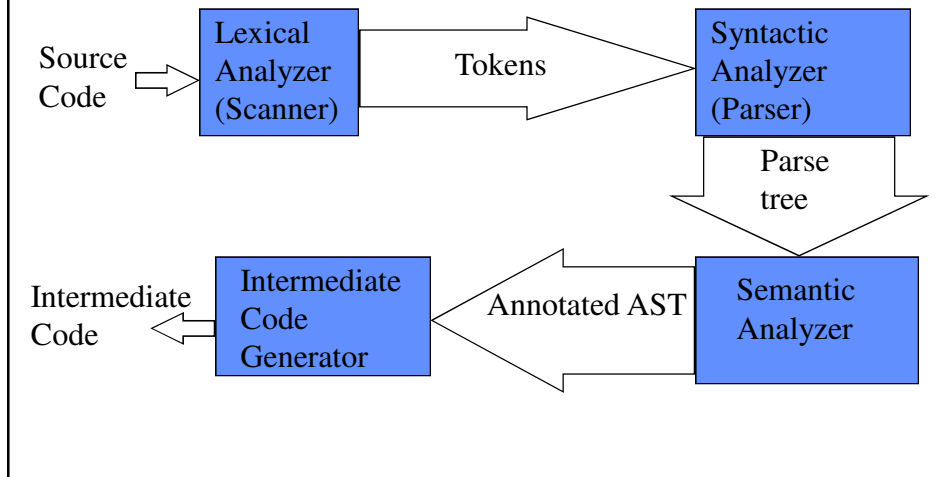 Source
Code
Lexical
Analyzer
(Scanner)
Tokens
Syntactic
Analyzer
(Parser)
Parse
tree
Semantic
Analyzer
Annotated AST
Intermediate
Code
Generator
Intermediate
Code